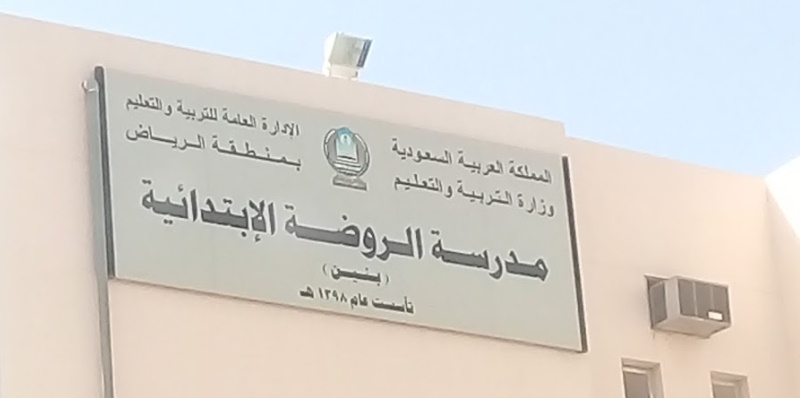 المملكة العربية السعودية
وزارة التربية والتعليم
الإدارة العامة للتربية والتعليم
بمنطقة الرياض
مدرسة الروضة الإبتدائية
(بنين)
تأسست عام ١٣٩٨ هـ